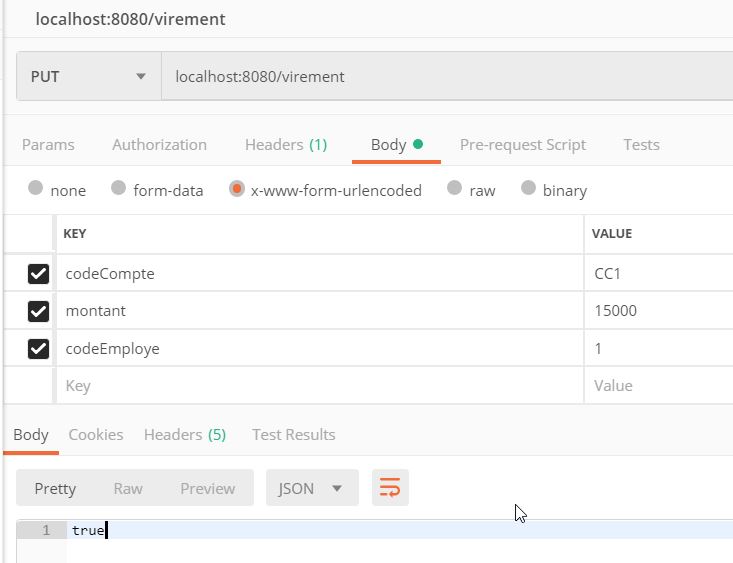 localhost:8080/virement
PUT localhost:8080/virement
Params Authorization Headers (1) Body Pre-request Script Tests
none form-data x-www-form-urlencoded raw binary
KEY VALUE
codeCompte CC1
montant 15000
codeEmploye 1
Key Value
Body Cookies Headers (5) Test Results
Pretty Raw Preview JSON
1 true